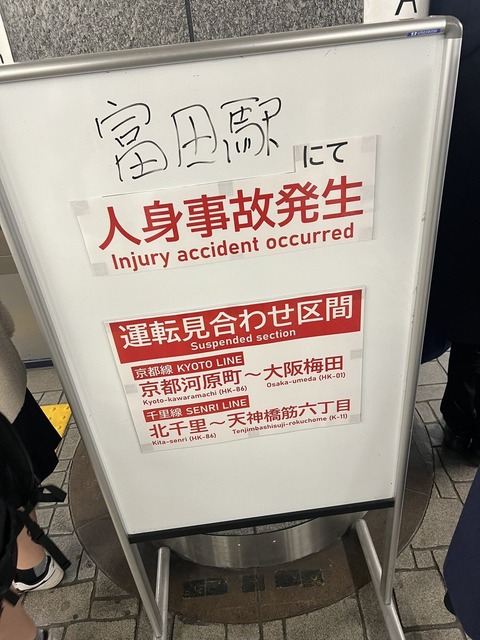 A
富田駅
にて
人身事故発生
Injury accident occurred
運転見合わせ区間
Suspended section
京都線 KYOTO LINE
京都河原町～大阪梅田
Kyoto-kawaramachi (HK-86) Osaka-umeda (HK-01)
千里線 SENRI LINE
北千里～天神橋筋六丁目
Kita-senri (HK-86) Tenjimbashisuji-rokuchome (K-11)